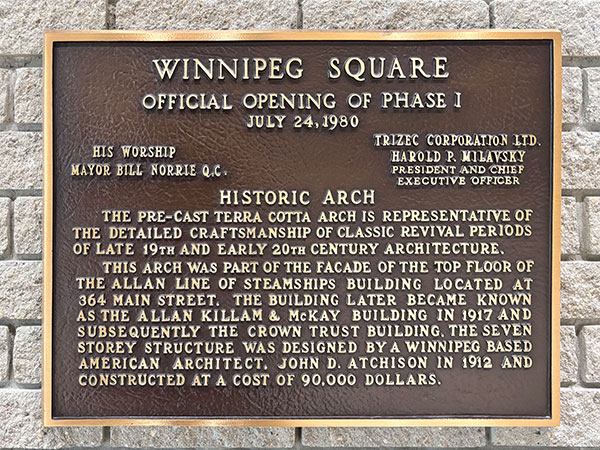 WINNIPEG SQUARE
OFFICIAL OPENING OF PHASE I
JULY 24, 1980
HIS WORSHIP
MAYOR BILL NORRIE Q.C.
TRIZEC CORPORATION LTD.
HAROLD P. MILAVSKY
PRESIDENT AND CHIEF
EXECUTIVE OFFICER
HISTORIC ARCH
THE PRE-CAST TERRA COTTA ARCH IS REPRESENTATIVE OF
THE DETAILED CRAFTSMANSHIP OF CLASSIC REVIVAL PERIODS
OF LATE 19TH AND EARLY 20TH CENTURY ARCHITECTURE.
THIS ARCH WAS PART OF THE FACADE OF THE TOP FLOOR OF
THE ALLAN LINE OF STEAMSHIPS BUILDING LOCATED AT
364 MAIN STREET. THE BUILDING LATER BECAME KNOWN
AS THE ALLAN KILLAM & McKAY BUILDING IN 1917 AND
SUBSEQUENTLY THE CROWN TRUST BUILDING. THE SEVEN
STOREY STRUCTURE WAS DESIGNED BY A WINNIPEG BASED
AMERICAN ARCHITECT, JOHN D. ATCHISON IN 1912 AND
CONSTRUCTED AT A COST OF 90,000 DOLLARS.